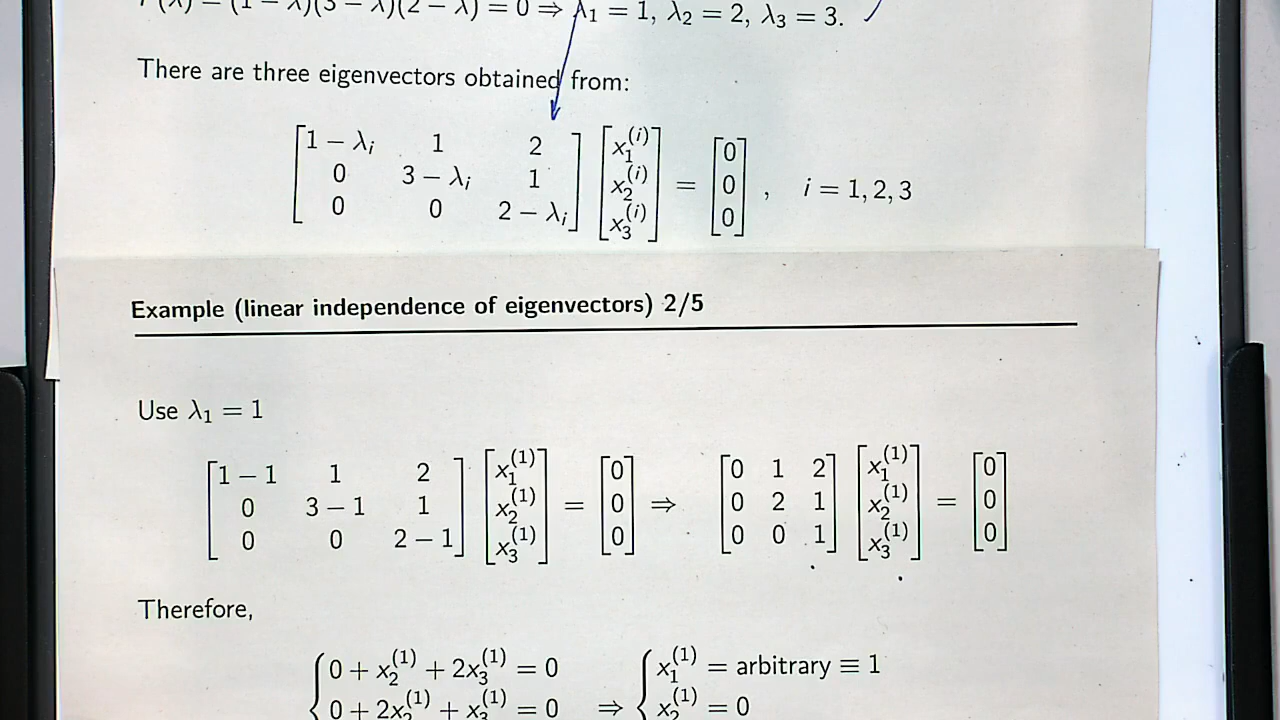 P(λ) = (1 − λ)(3 − λ)(2 − λ) = 0 ⇒ λ₁ = 1, λ₂ = 2, λ₃ = 3. ✓
There are three eigenvectors obtained from:
[1 − λᵢ 1 2; 0 3 − λᵢ 1; 0 0 2 − λᵢ] [x₁⁽ⁱ⁾; x₂⁽ⁱ⁾; x₃⁽ⁱ⁾] = [0; 0; 0] , i = 1, 2, 3
Example (linear independence of eigenvectors) 2/5
Use λ₁ = 1
[1 − 1 1 2; 0 3 − 1 1; 0 0 2 − 1] [x₁⁽¹⁾; x₂⁽¹⁾; x₃⁽¹⁾] = [0; 0; 0] ⇒ [0 1 2; 0 2 1; 0 0 1] [x₁⁽¹⁾; x₂⁽¹⁾; x₃⁽¹⁾] = [0; 0; 0]
Therefore,
{0 + x₂⁽¹⁾ + 2x₃⁽¹⁾ = 0 { x₁⁽¹⁾ = arbitrary ≡ 1
0 + 2x₂⁽¹⁾ + x₃⁽¹⁾ = 0 ⇒ x₂⁽¹⁾ = 0